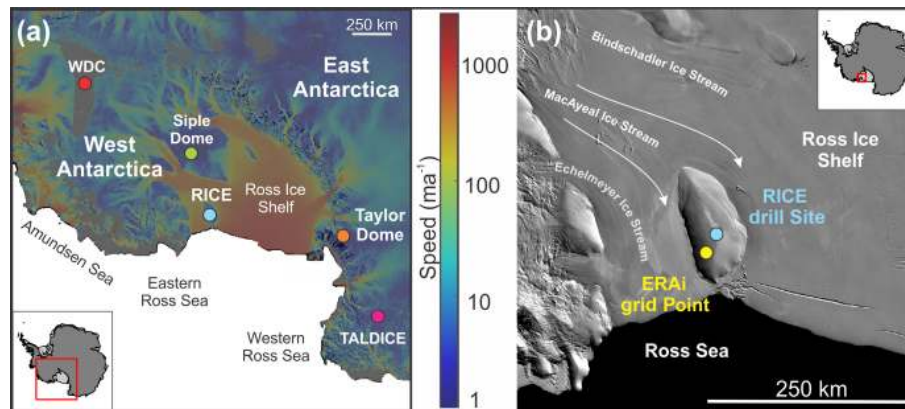 (a)
250 km
WDC
East
Antarctica
Siple
Dome
West
Antarctica
RICE
Ross Ice
Shelf
Taylor
Dome
Amundsen Sea
Eastern
Ross Sea
Western
Ross Sea
TALDICE
Speed (ma⁻¹)
1000
100
10
1
(b)
Bindschadler Ice Stream
MacAyeal Ice Stream
Echelmeyer Ice Stream
Ross Ice
Shelf
RICE
drill Site
ERAi
grid Point
Ross Sea
250 km